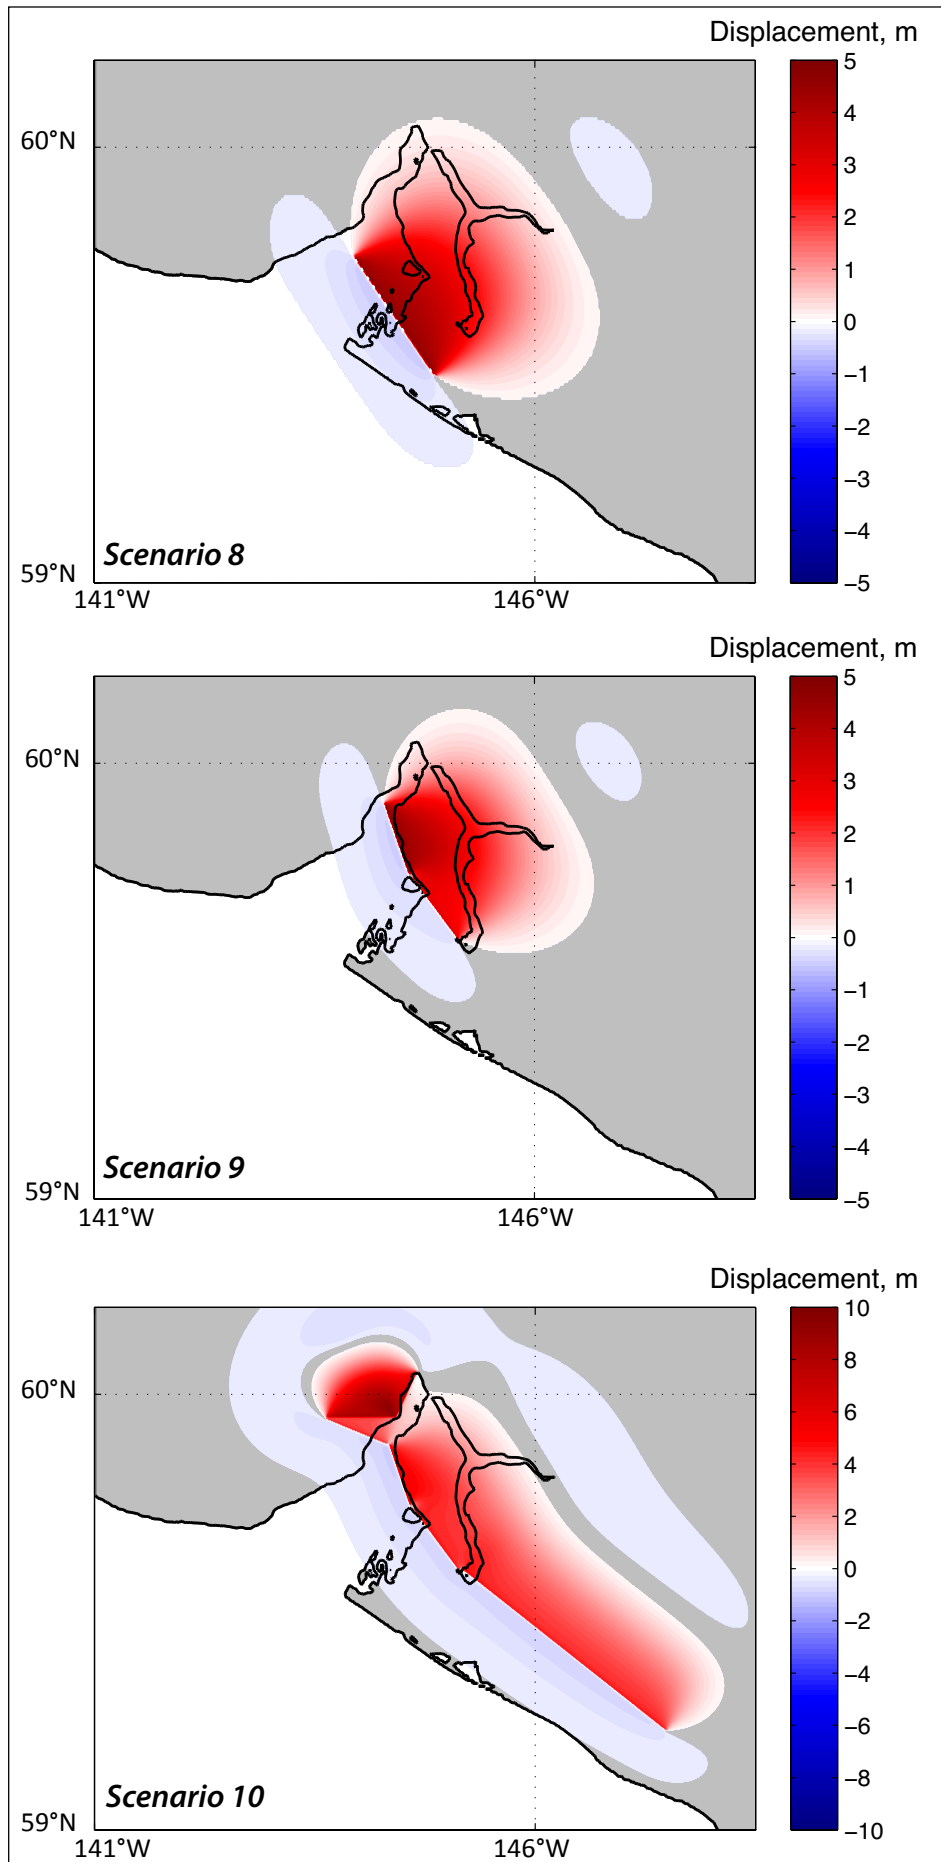 Displacement, m
5
4
3
2
1
0
−1
−2
−3
−4
−5
60°N
59°N
141°W
146°W
Scenario 8
Displacement, m
5
4
3
2
1
0
−1
−2
−3
−4
−5
60°N
59°N
141°W
146°W
Scenario 9
Displacement, m
10
8
6
4
2
0
−2
−4
−6
−8
−10
60°N
59°N
141°W
146°W
Scenario 10